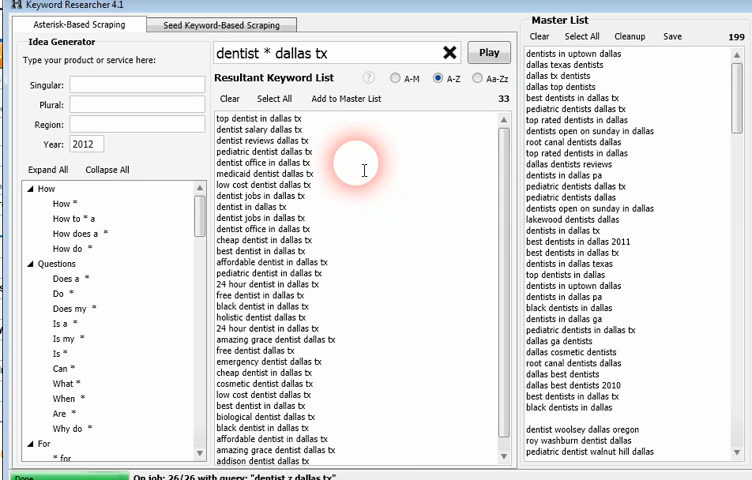 Keyword Researcher 4.1
Asterisk-Based Scraping
Seed Keyword-Based Scraping
Idea Generator
Type your product or service here:
Singular:
Plural:
Region:
Year: 2012
Expand All Collapse All
How
How *
How to * a
How does a *
How do *
Questions
Does a *
Do *
Does my *
Is a *
Is my *
Is *
Can *
What *
When *
Are *
Why do *
For
* for
dentist * dallas tx
Play
Resultant Keyword List ? A-M A-Z Aa-Zz
Clear Select All Add to Master List 33
top dentist in dallas tx
dentist salary dallas tx
dentist reviews dallas tx
pediatric dentist dallas tx
dentist office in dallas tx
medicaid dentist dallas tx
low cost dentist dallas tx
dentist jobs in dallas tx
dentist in dallas tx
dentist jobs dallas tx
dentist office dallas tx
cheap dentist dallas tx
best dentist in dallas tx
affordable dentist in dallas tx
pediatric dentist in dallas tx
24 hour dentist in dallas tx
free dentist in dallas tx
black dentist in dallas tx
holistic dentist dallas tx
24 hour dentist dallas tx
amazing grace dentist dallas tx
free dentist dallas tx
emergency dentist dallas tx
cheap dentist in dallas tx
cosmetic dentist dallas tx
low cost dentist dallas tx
best dentist dallas tx
biological dentist dallas tx
black dentist dallas tx
affordable dentist dallas tx
amazing grace dentist dallas tx
addison dentist dallas tx
Master List
Clear Select All Cleanup Save 199
dentists in uptown dallas
dallas texas dentists
dallas tx dentists
dallas top dentists
best dentists in dallas tx
pediatric dentists dallas tx
top rated dentists in dallas
dentists open on sunday in dallas
root canal dentists dallas
top rated dentists in dallas
dallas dentists reviews
dentists in dallas pa
pediatric dentists dallas tx
pediatric dentists dallas
dentists open on sunday in dallas
lakewood dentists dallas
dentists in dallas tx
best dentists in dallas 2011
dentists in dallas texas
top dentists in dallas
dentists in uptown dallas
dentists in dallas pa
black dentists in dallas
dentists in dallas ga
pediatric dentists in dallas tx
dallas ga dentists
dallas cosmetic dentists
dallas best dentists
dallas best dentists 2010
best dentists in dallas tx
black dentists in dallas
dentist woolsey dallas oregon
roy washburn dentist dallas
pediatric dentist walnut hill dallas
Done
On job: 26/26 with query: "dentist z dallas tx"